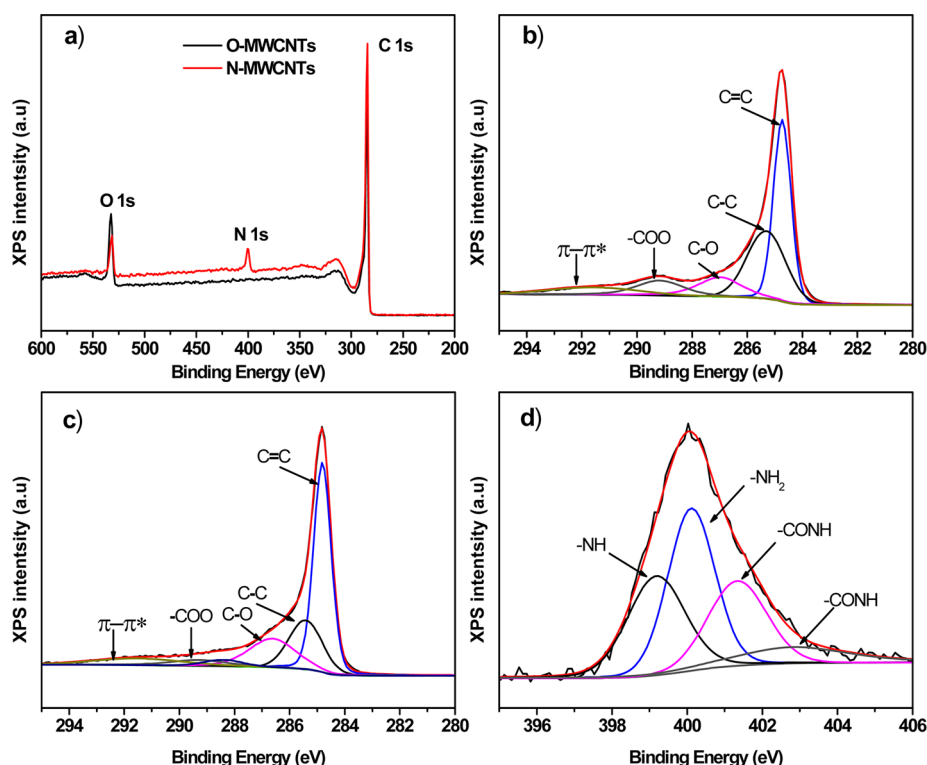 a)
O-MWCNTs
N-MWCNTs
C 1s
O 1s
N 1s
XPS intentsity (a.u)
600 550 500 450 400 350 300 250 200
Binding Energy (eV)
b)
C=C
C-C
-COO
C-O
π–π*
XPS intensity (a.u)
294 292 290 288 286 284 282 280
Binding Energy (eV)
c)
C=C
C-C
-COO
C-O
π–π*
XPS intentsity (a.u)
294 292 290 288 286 284 282 280
Binding Energy (eV)
d)
-NH2
-CONH
-NH
-CONH
XPS intentsity (a.u)
396 398 400 402 404 406
Binding Energy (eV)